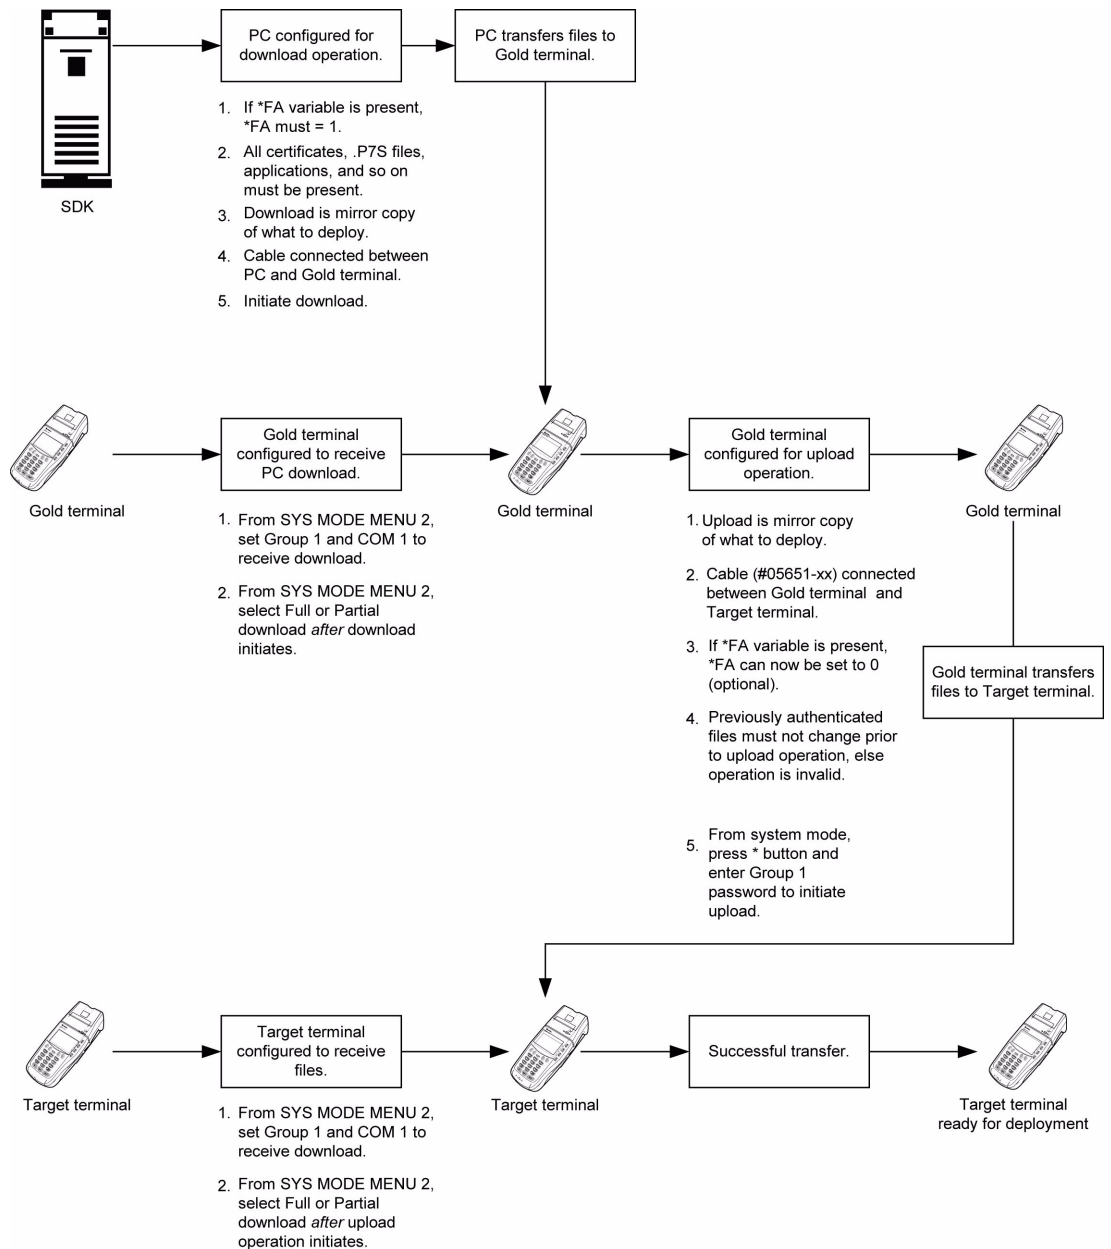 PC configured for
download operation.
PC transfers files to
Gold terminal.
SDK
1. If *FA variable is present,
*FA must = 1.
2. All certificates, .P7S files,
applications, and so on
must be present.
3. Download is mirror copy
of what to deploy.
4. Cable connected between
PC and Gold terminal.
5. Initiate download.
Gold terminal
Gold terminal
configured to receive
PC download.
Gold terminal
Gold terminal
configured for upload
operation.
Gold terminal
1. From SYS MODE MENU 2,
set Group 1 and COM 1 to
receive download.
2. From SYS MODE MENU 2,
select Full or Partial
download after download
initiates.
1. Upload is mirror copy
of what to deploy.
2. Cable (#05651-xx) connected
between Gold terminal and
Target terminal.
3. If *FA variable is present,
*FA can now be set to 0
(optional).
4. Previously authenticated
files must not change prior
to upload operation, else
operation is invalid.
5. From system mode,
press * button and
enter Group 1
password to initiate
upload.
Gold terminal transfers
files to Target terminal.
Target terminal
Target terminal
configured to receive
files.
Target terminal
Successful transfer.
Target terminal
ready for deployment
1. From SYS MODE MENU 2,
set Group 1 and COM 1 to
receive download.
2. From SYS MODE MENU 2,
select Full or Partial
download after upload
operation initiates.